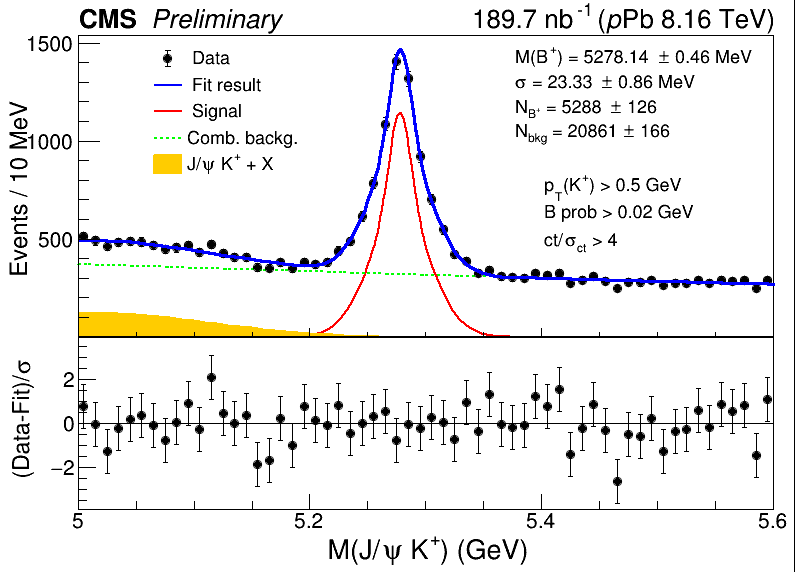 CMS Preliminary 189.7 nb⁻¹ (pPb 8.16 TeV)
Events / 10 MeV
1500
1000
500
Data
Fit result
Signal
Comb. backg.
J/ψ K⁺ + X
M(B⁺) = 5278.14 ± 0.46 MeV
σ = 23.33 ± 0.86 MeV
N_B⁺ = 5288 ± 126
N_bkg = 20861 ± 166
p_T(K⁺) > 0.5 GeV
B prob > 0.02 GeV
ct/σ_ct > 4
(Data-Fit)/σ
2
0
−2
5 5.2 5.4 5.6
M(J/ψ K⁺) (GeV)